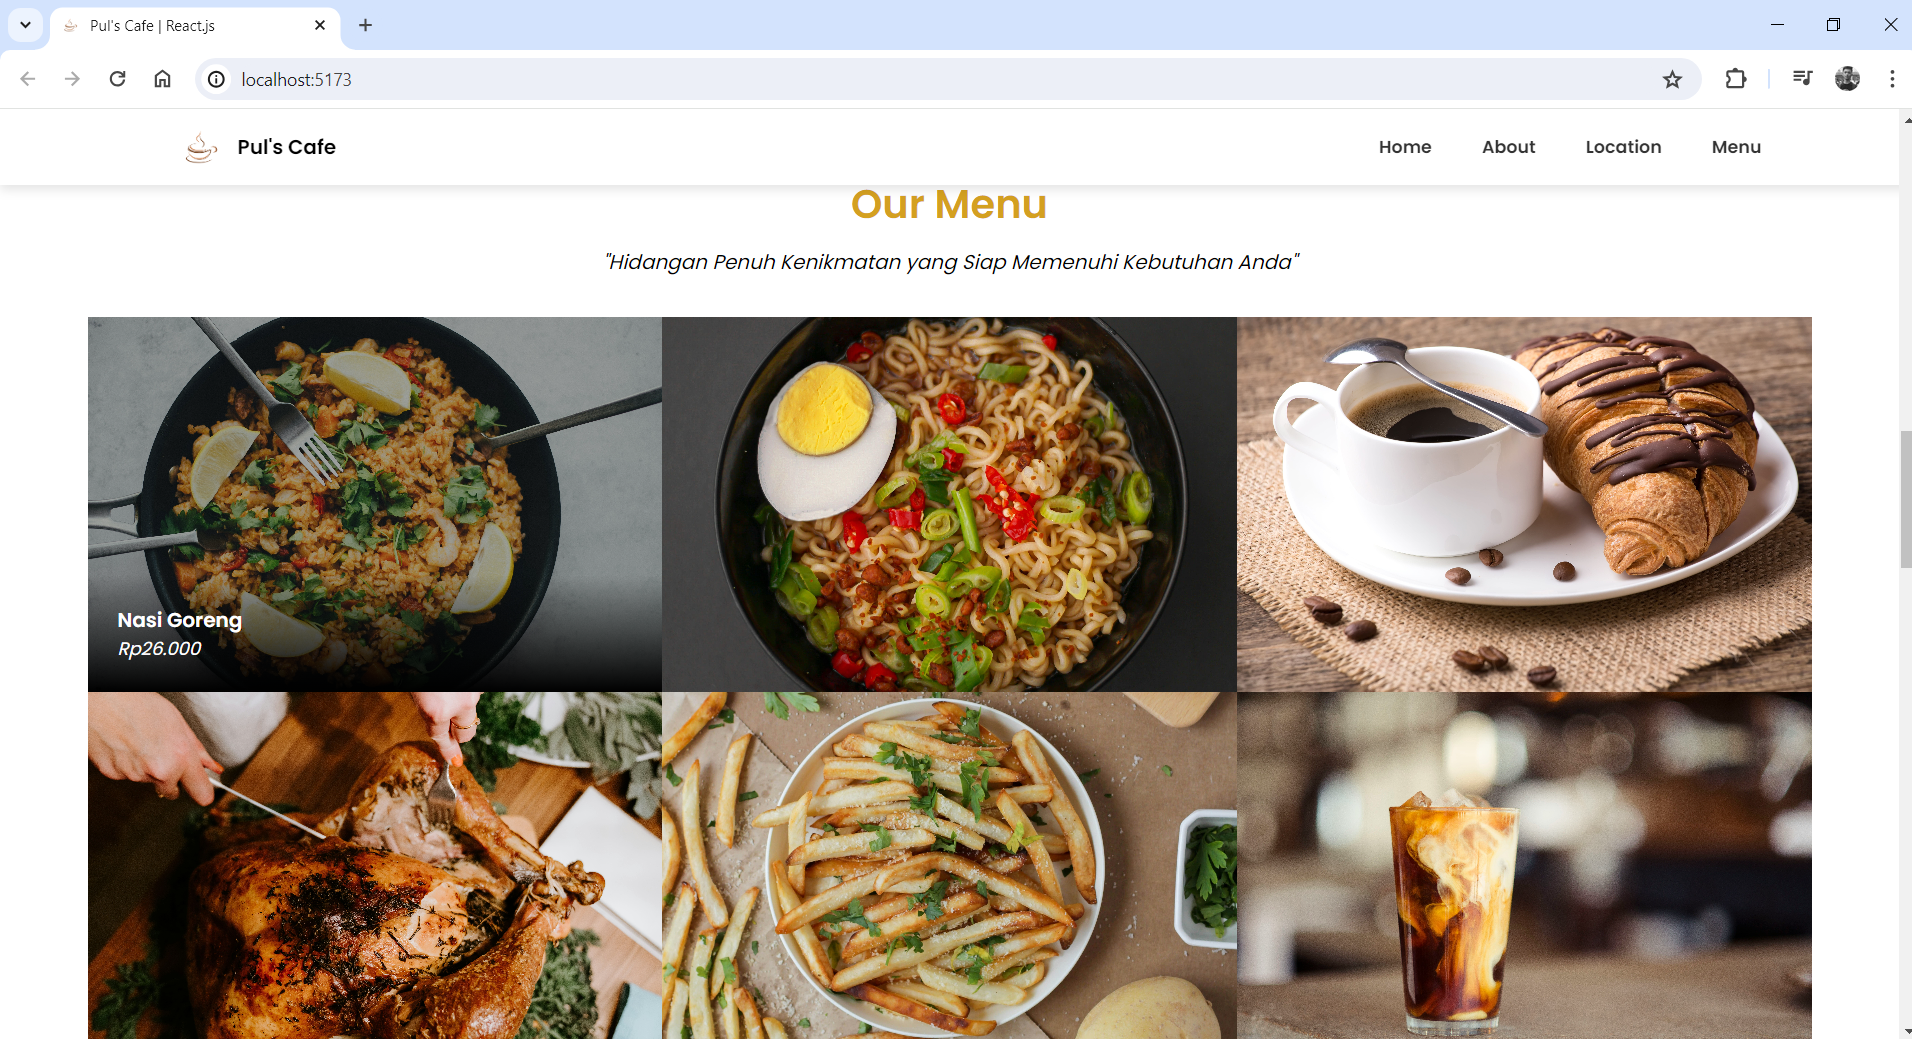 Pul's Cafe | React.js
localhost:5173
Pul's Cafe
Home About Location Menu
Our Menu
"Hidangan Penuh Kenikmatan yang Siap Memenuhi Kebutuhan Anda"
Nasi Goreng
Rp26.000